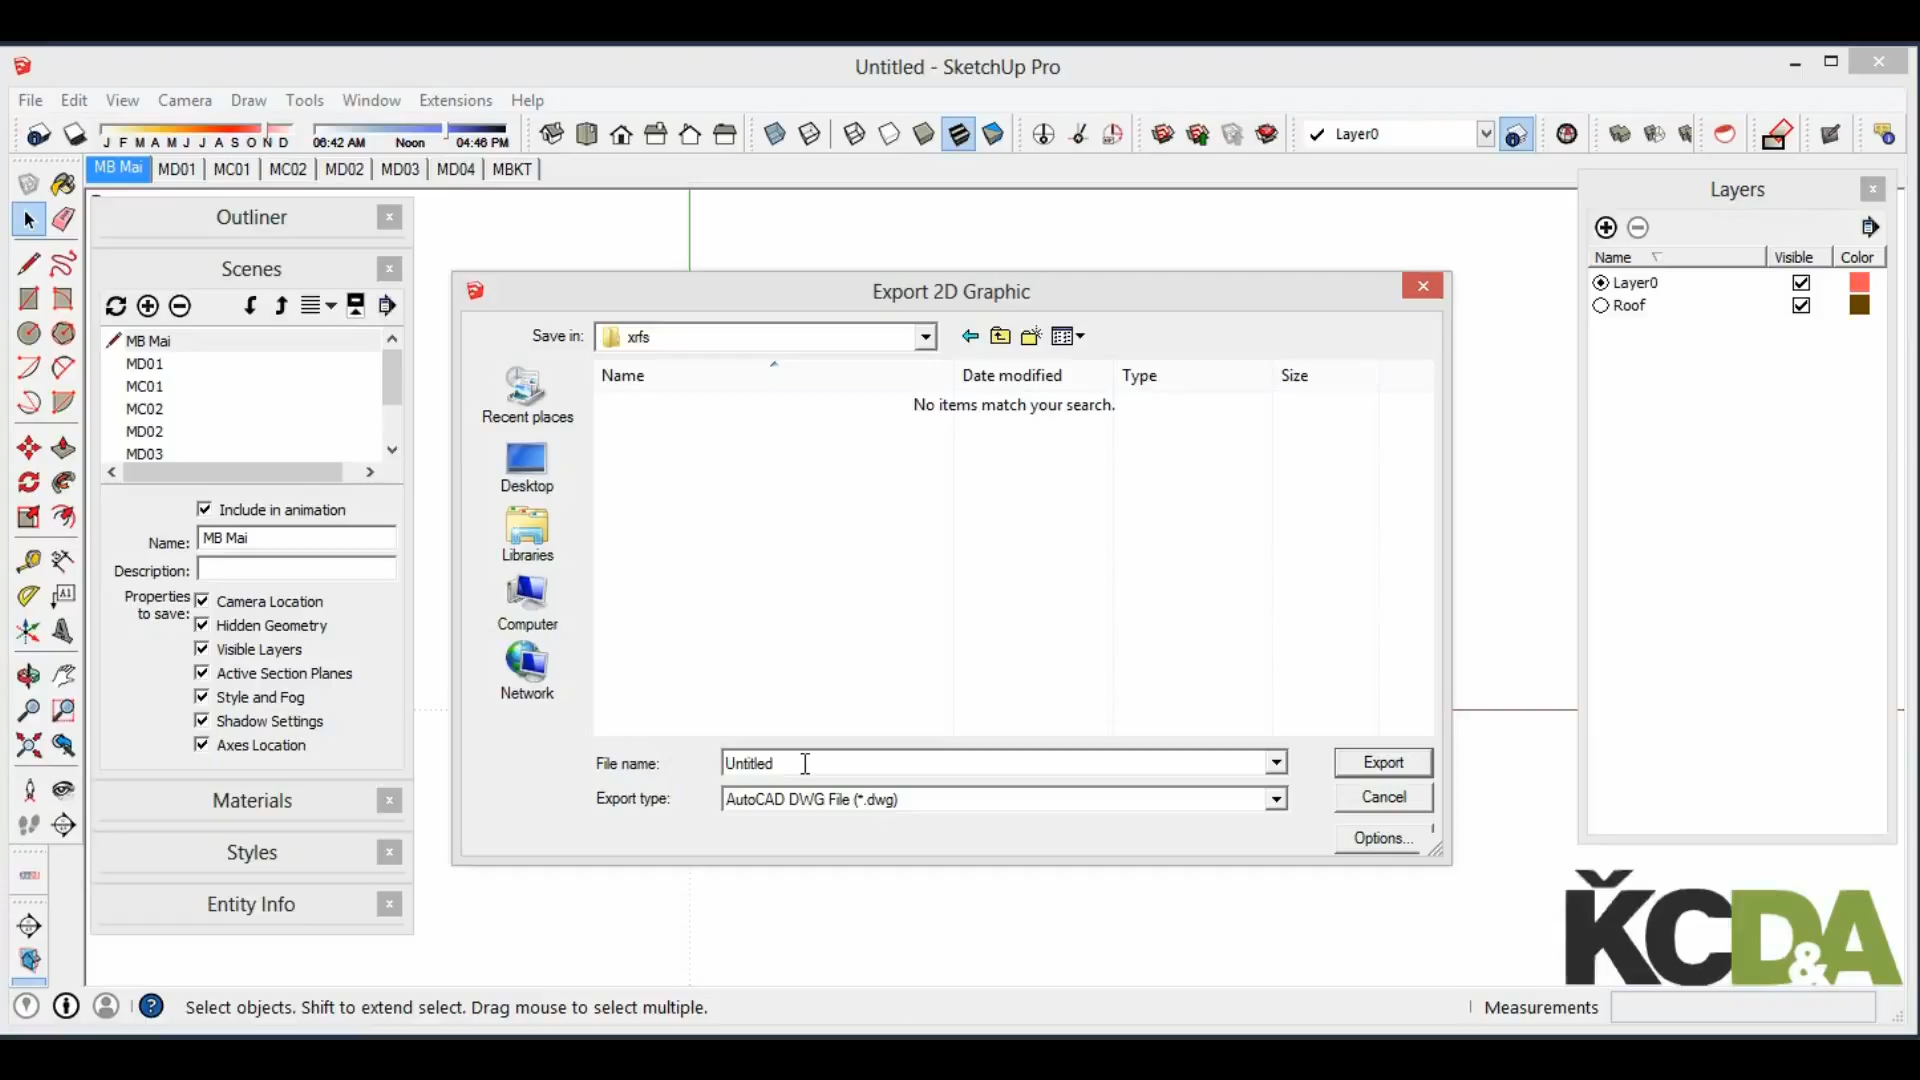 Untitled - SketchUp Pro
File Edit View Camera Draw Tools Window Extensions Help
J F M A M J J A S O N D 06:42 AM Noon 04:46 PM Layer0
MB Mai MD01 MC01 MC02 MD02 MD03 MD04 MBKT
Outliner
Scenes
MB Mai
MD01
MC01
MC02
MD02
MD03
Include in animation
Name: MB Mai
Description:
Properties to save:
Camera Location
Hidden Geometry
Visible Layers
Active Section Planes
Style and Fog
Shadow Settings
Axes Location
Materials
Styles
Entity Info
Export 2D Graphic
Save in: xrfs
Name Date modified Type Size
No items match your search.
Recent places
Desktop
Libraries
Computer
Network
File name: Untitled
Export type: AutoCAD DWG File (*.dwg)
Export
Cancel
Options...
Layers
Name Visible Color
Layer0
Roof
ǨCD&A
Select objects. Shift to extend select. Drag mouse to select multiple.
Measurements